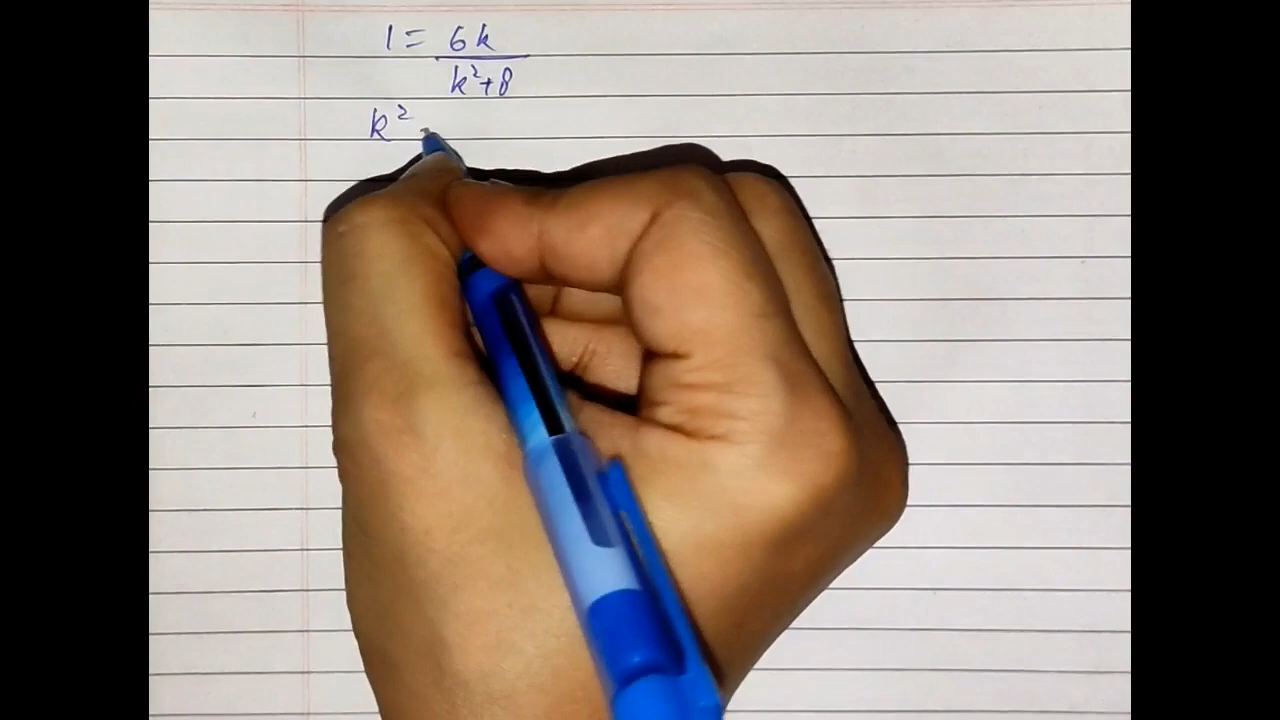 1 = 6k
k²+8
k²